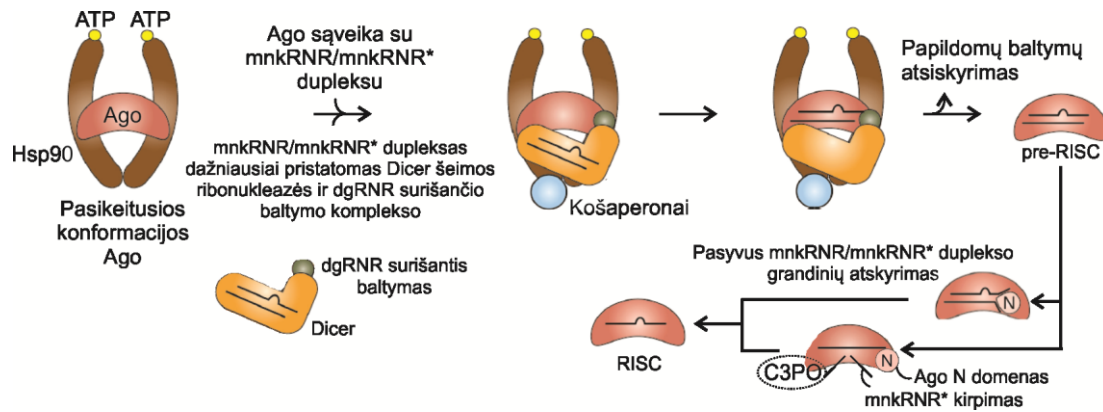 ATP ATP
Ago
Hsp90
Pasikeitusios
konformacijos
Ago
Ago sąveika su
mnkRNR/mnkRNR*
dupleksu
mnkRNR/mnkRNR* dupleksas
dažniausiai pristatomas Dicer šeimos
ribonukleazės ir dgRNR surišančio
baltymo komplekso
dgRNR surišantis
baltymas
Dicer
Košaperonai
Papildomų baltymų
atsiskyrimas
pre-RISC
Pasyvus mnkRNR/mnkRNR* duplekso
grandinių atskyrimas
N
RISC
C3PO
N
Ago N domenas
mnkRNR* kirpimas